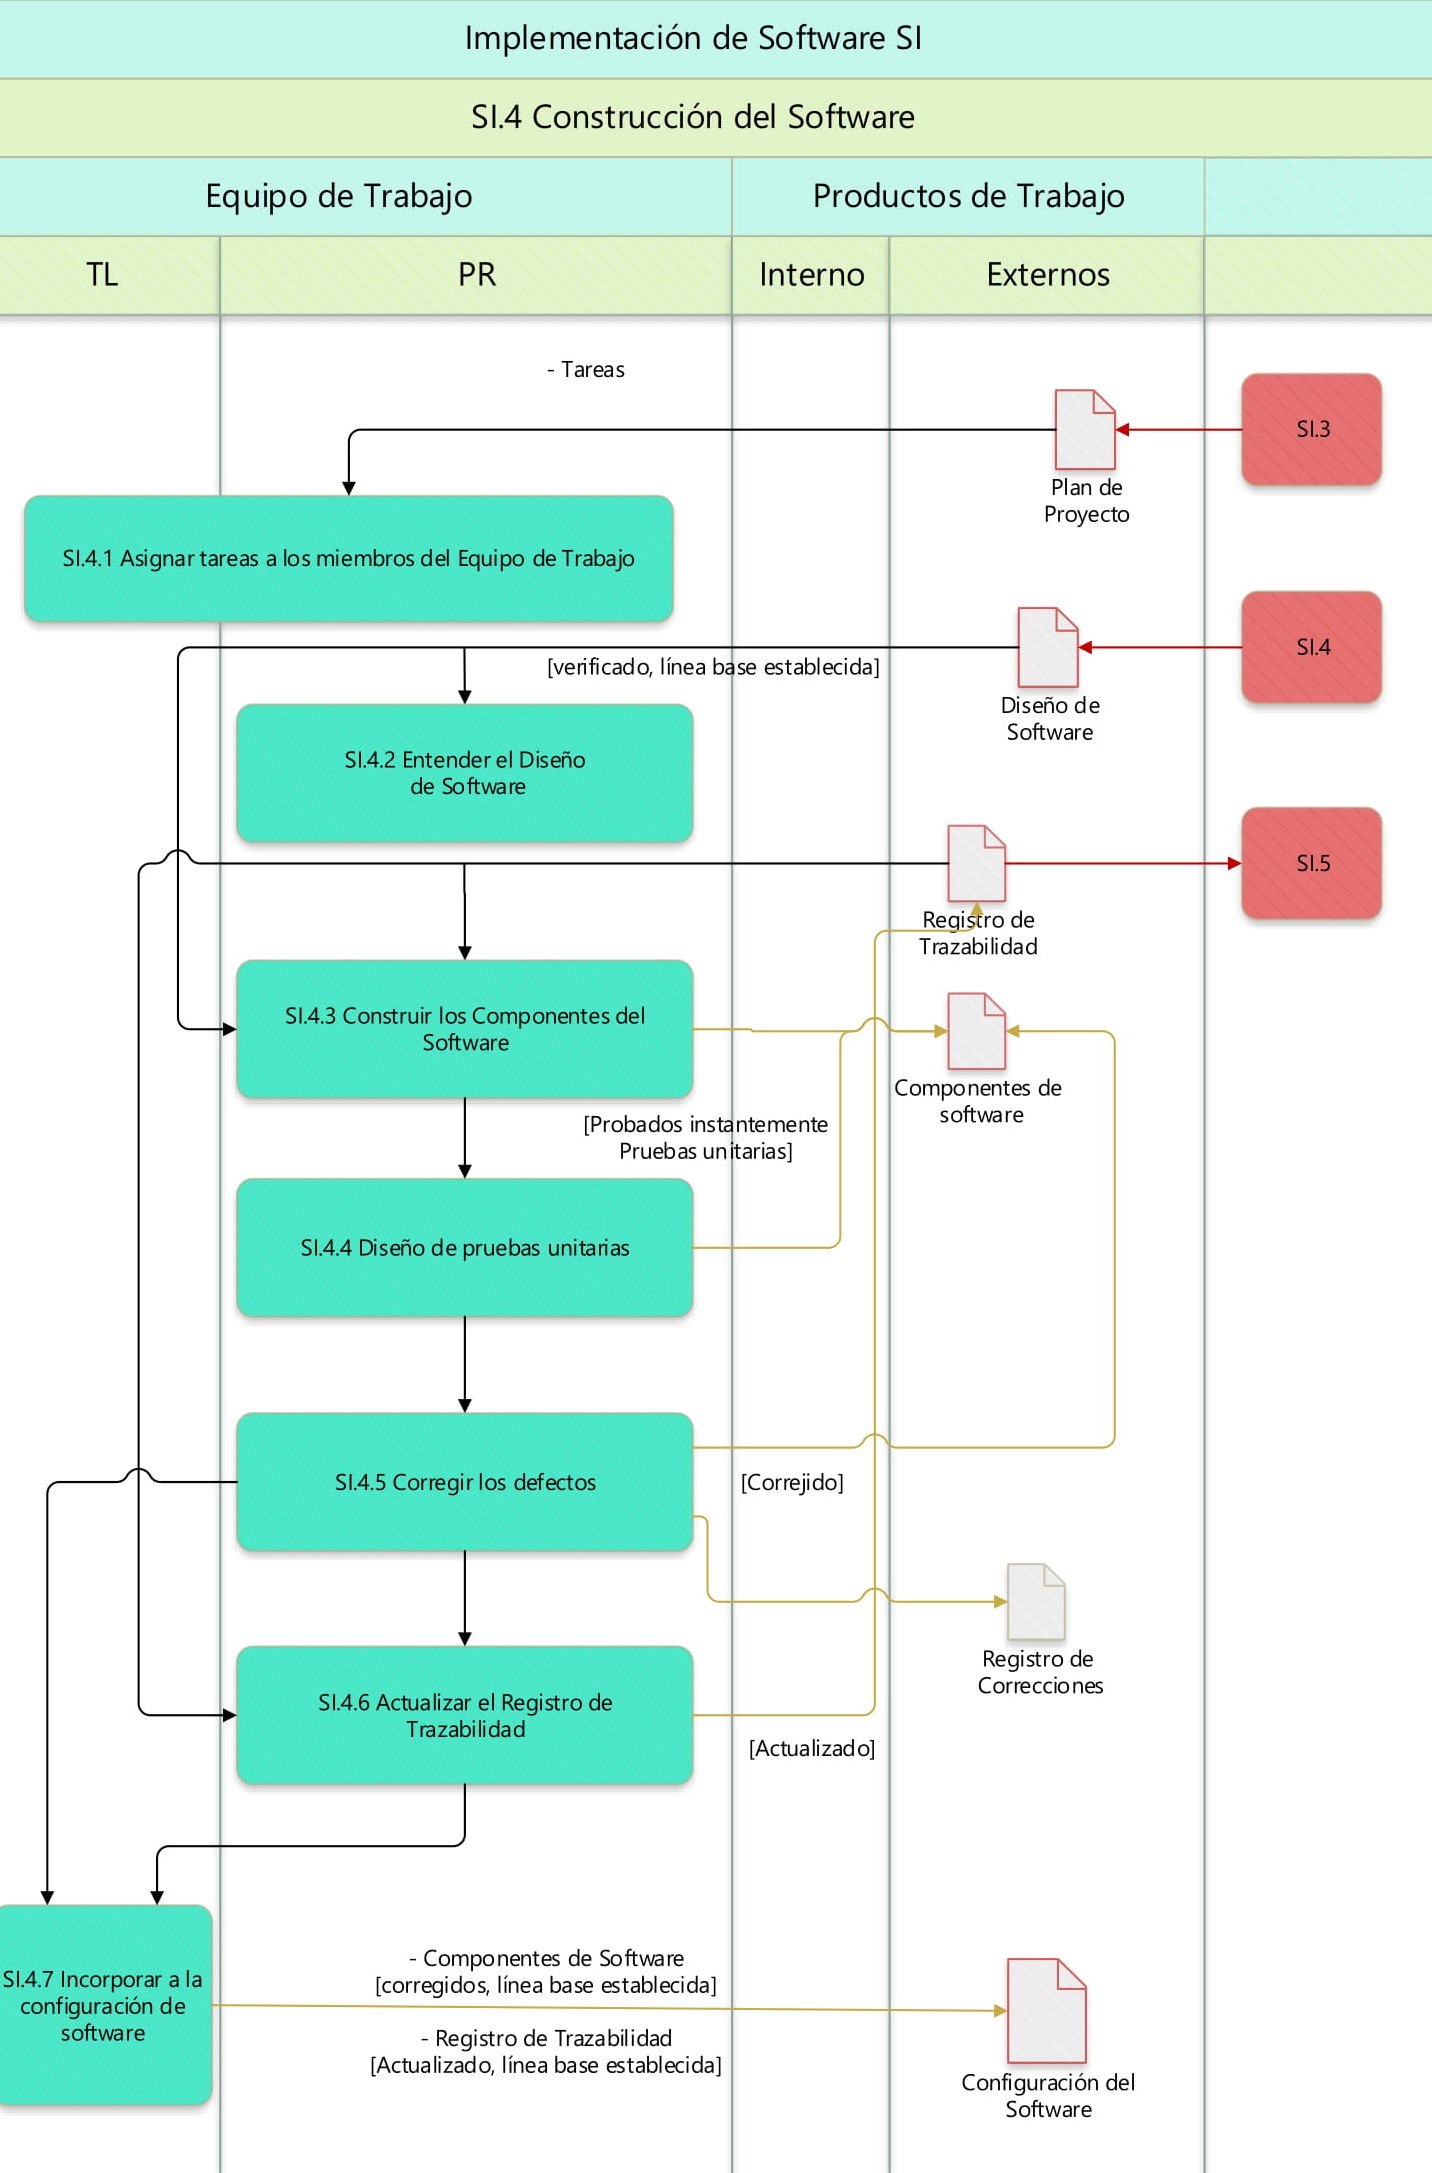 Implementación de Software SI
SI.4 Construcción del Software
Equipo de Trabajo
Productos de Trabajo
TL
PR
Interno
Externos
- Tareas
SI.3
Plan de
Proyecto
SI.4.1 Asignar tareas a los miembros del Equipo de Trabajo
SI.4
[verificado, línea base establecida]
Diseño de
Software
SI.4.2 Entender el Diseño
de Software
SI.5
Registro de
Trazabilidad
SI.4.3 Construir los Componentes del
Software
Componentes de
software
[Probados instantemente
Pruebas unitarias]
SI.4.4 Diseño de pruebas unitarias
SI.4.5 Corregir los defectos
[Correjido]
Registro de
Correcciones
SI.4.6 Actualizar el Registro de
Trazabilidad
[Actualizado]
SI.4.7 Incorporar a la
configuración de
software
- Componentes de Software
[corregidos, línea base establecida]
- Registro de Trazabilidad
[Actualizado, línea base establecida]
Configuración del
Software